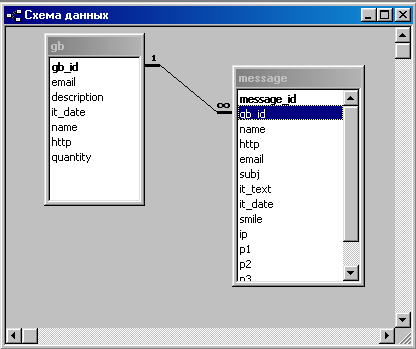 Схема данных
gb
gb_id
email
description
it_date
name
http
quantity
1
∞
message
message_id
gb_id
name
http
email
subj
it_text
it_date
smile
ip
p1
p2
p3